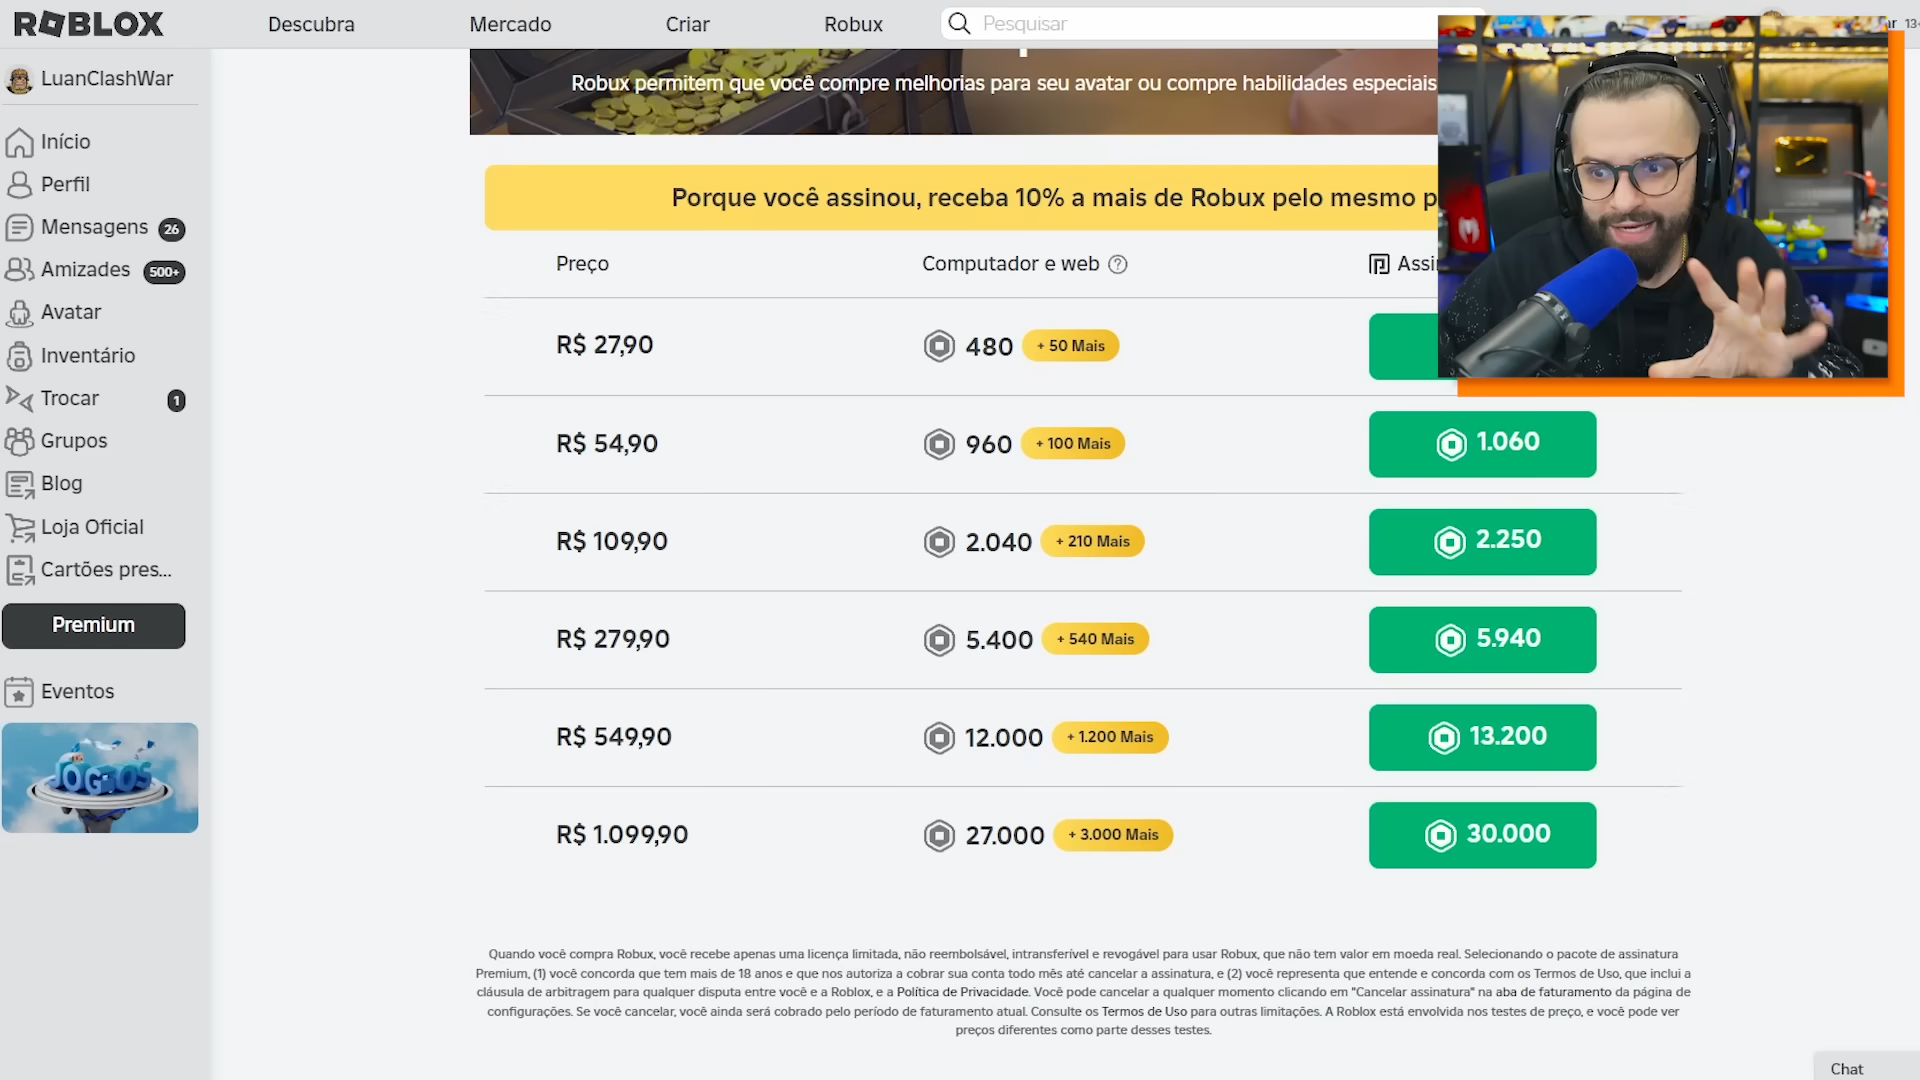 ROBLOX
Descubra
Mercado
Criar
Robux
Pesquisar
13+
LuanClashWar
Início
Perfil
Mensagens 26
Amizades 500+
Avatar
Inventário
Trocar 1
Grupos
Blog
Loja Oficial
Cartões pres...
Premium
Eventos
JOGOS
Robux permitem que você compre melhorias para seu avatar ou compre habilidades especiais
Porque você assinou, receba 10% a mais de Robux pelo mesmo p
Preço
Computador e web ?
R$ 27,90
480 + 50 Mais
R$ 54,90
960 + 100 Mais
1.060
R$ 109,90
2.040 + 210 Mais
2.250
R$ 279,90
5.400 + 540 Mais
5.940
R$ 549,90
12.000 + 1.200 Mais
13.200
R$ 1.099,90
27.000 + 3.000 Mais
30.000
Quando você compra Robux, você recebe apenas uma licença limitada, não reembolsável, intransferível e revogável para usar Robux, que não tem valor em moeda real. Selecionando o pacote de assinatura
Premium, (1) você concorda que tem mais de 18 anos e que nos autoriza a cobrar sua conta todo mês até cancelar a assinatura, e (2) você representa que entende e concorda com os Termos de Uso, que inclui a
cláusula de arbitragem para qualquer disputa entre você e a Roblox, e a Política de Privacidade. Você pode cancelar a qualquer momento clicando em "Cancelar assinatura" na aba de faturamento da página de
configurações. Se você cancelar, você ainda será cobrado pelo período de faturamento atual. Consulte os Termos de Uso para outras limitações. A Roblox está envolvida nos testes de preço, e você pode ver
preços diferentes como parte desses testes.
Chat